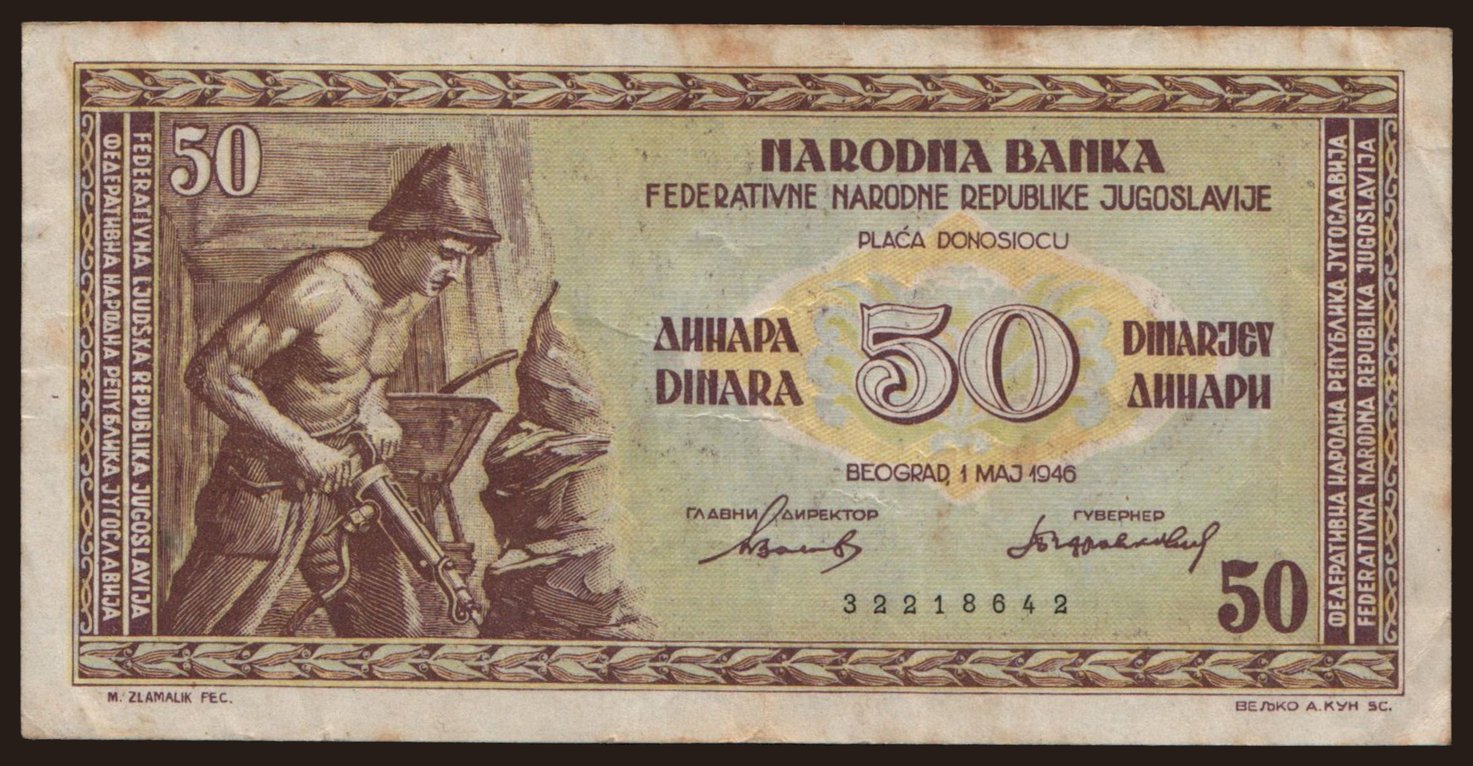 50
NARODNA BANKA
FEDERATIVNE NARODNE REPUBLIKE JUGOSLAVIJE
PLAĆA DONOSIOCU
ДИНАРА
DINARA
50
DINARJEV
ДИНАРИ
BEOGRAD, 1 MAJ 1946
ГЛАВНИ ДИРЕКТОР
ГУВЕРНЕР
32218642
50
ФЕДЕРАТИВНА НАРОДНА РЕПУБЛИКА ЈУГОСЛАВИЈА
FEDERATIVNA LJUDSKA REPUBLIKA JUGOSLAVIJA
ФЕДЕРАТИВНА НАРОДНА РЕПУБЛИКА ЈУГОСЛАВИЈА
FEDERATIVNA NARODNA REPUBLIKA JUGOSLAVIJA
M. ZLAMALIK FEC.
ВЕЉКО А. КУН SC.